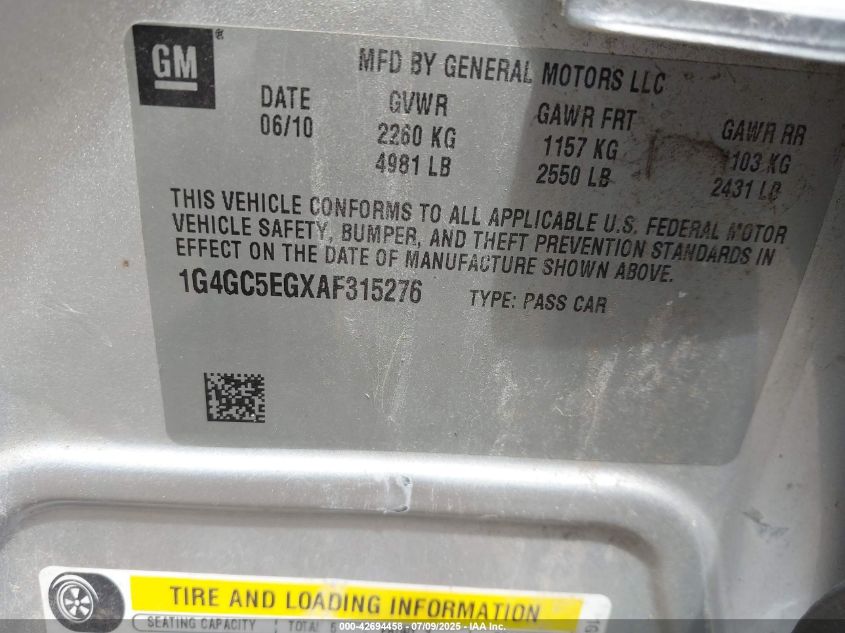 GM®
MFD BY GENERAL MOTORS LLC
DATE GVWR GAWR FRT GAWR RR
06/10 2260 KG 1157 KG 103 KG
4981 LB 2550 LB 2431 LB
THIS VEHICLE CONFORMS TO ALL APPLICABLE U.S. FEDERAL MOTOR
VEHICLE SAFETY, BUMPER, AND THEFT PREVENTION STANDARDS IN
EFFECT ON THE DATE OF MANUFACTURE SHOWN ABOVE.
1G4GC5EGXAF315276 TYPE: PASS CAR
TIRE AND LOADING INFORMATION
SEATING CAPACITY TOTAL
000-42694458 - 07/09/2025 - IAA Inc.